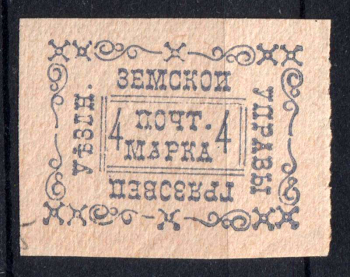 ГРЯЗОВЕЦ
УѢЗДН.
ЗЕМСКОЙ
УПРАВЫ
4 ПОЧТ. 4
МАРКА